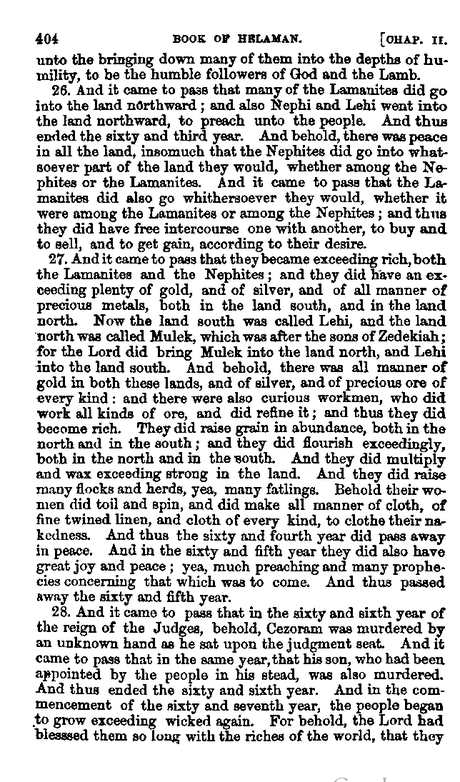 404 BOOK OF HELAMAN. [CHAP. II.
unto the bringing down many of them into the depths of hu-
mility, to be the humble followers of God and the Lamb.
26. And it came to pass that many of the Lamanites did go
into the land northward; and also Nephi and Lehi went into
the land northward, to preach unto the people. And thus
ended the sixty and third year. And behold, there was peace
in all the land, insomuch that the Nephites did go into what-
soever part of the land they would, whether among the Ne-
phites or the Lamanites. And it came to pass that the La-
manites did also go whithersoever they would, whether it
were among the Lamanites or among the Nephites; and thus
they did have free intercourse one with another, to buy and
to sell, and to get gain, according to their desire.
27. And it came to pass that they became exceeding rich, both
the Lamanites and the Nephites; and they did have an ex-
ceeding plenty of gold, and of silver, and of all manner of
precious metals, both in the land south, and in the land
north. Now the land south was called Lehi, and the land
north was called Mulek, which was after the sons of Zedekiah;
for the Lord did bring Mulek into the land north, and Lehi
into the land south. And behold, there was all manner of
gold in both these lands, and of silver, and of precious ore of
every kind: and there were also curious workmen, who did
work all kinds of ore, and did refine it; and thus they did
become rich. They did raise grain in abundance, both in the
north and in the south; and they did flourish exceedingly,
both in the north and in the south. And they did multiply
and wax exceeding strong in the land. And they did raise
many flocks and herds, yea, many fatlings. Behold their wo-
men did toil and spin, and did make all manner of cloth, of
fine twined linen, and cloth of every kind, to clothe their na-
kedness. And thus the sixty and fourth year did pass away
in peace. And in the sixty and fifth year they did also have
great joy and peace; yea, much preaching and many prophe-
cies concerning that which was to come. And thus passed
away the sixty and fifth year.
28. And it came to pass that in the sixty and sixth year of
the reign of the Judges, behold, Cezoram was murdered by
an unknown hand as he sat upon the judgment seat. And it
came to pass that in the same year, that his son, who had been
appointed by the people in his stead, was also murdered.
And thus ended the sixty and sixth year. And in the com-
mencement of the sixty and seventh year, the people began
to grow exceeding wicked again. For behold, the Lord had
blesssed them so long with the riches of the world, that they